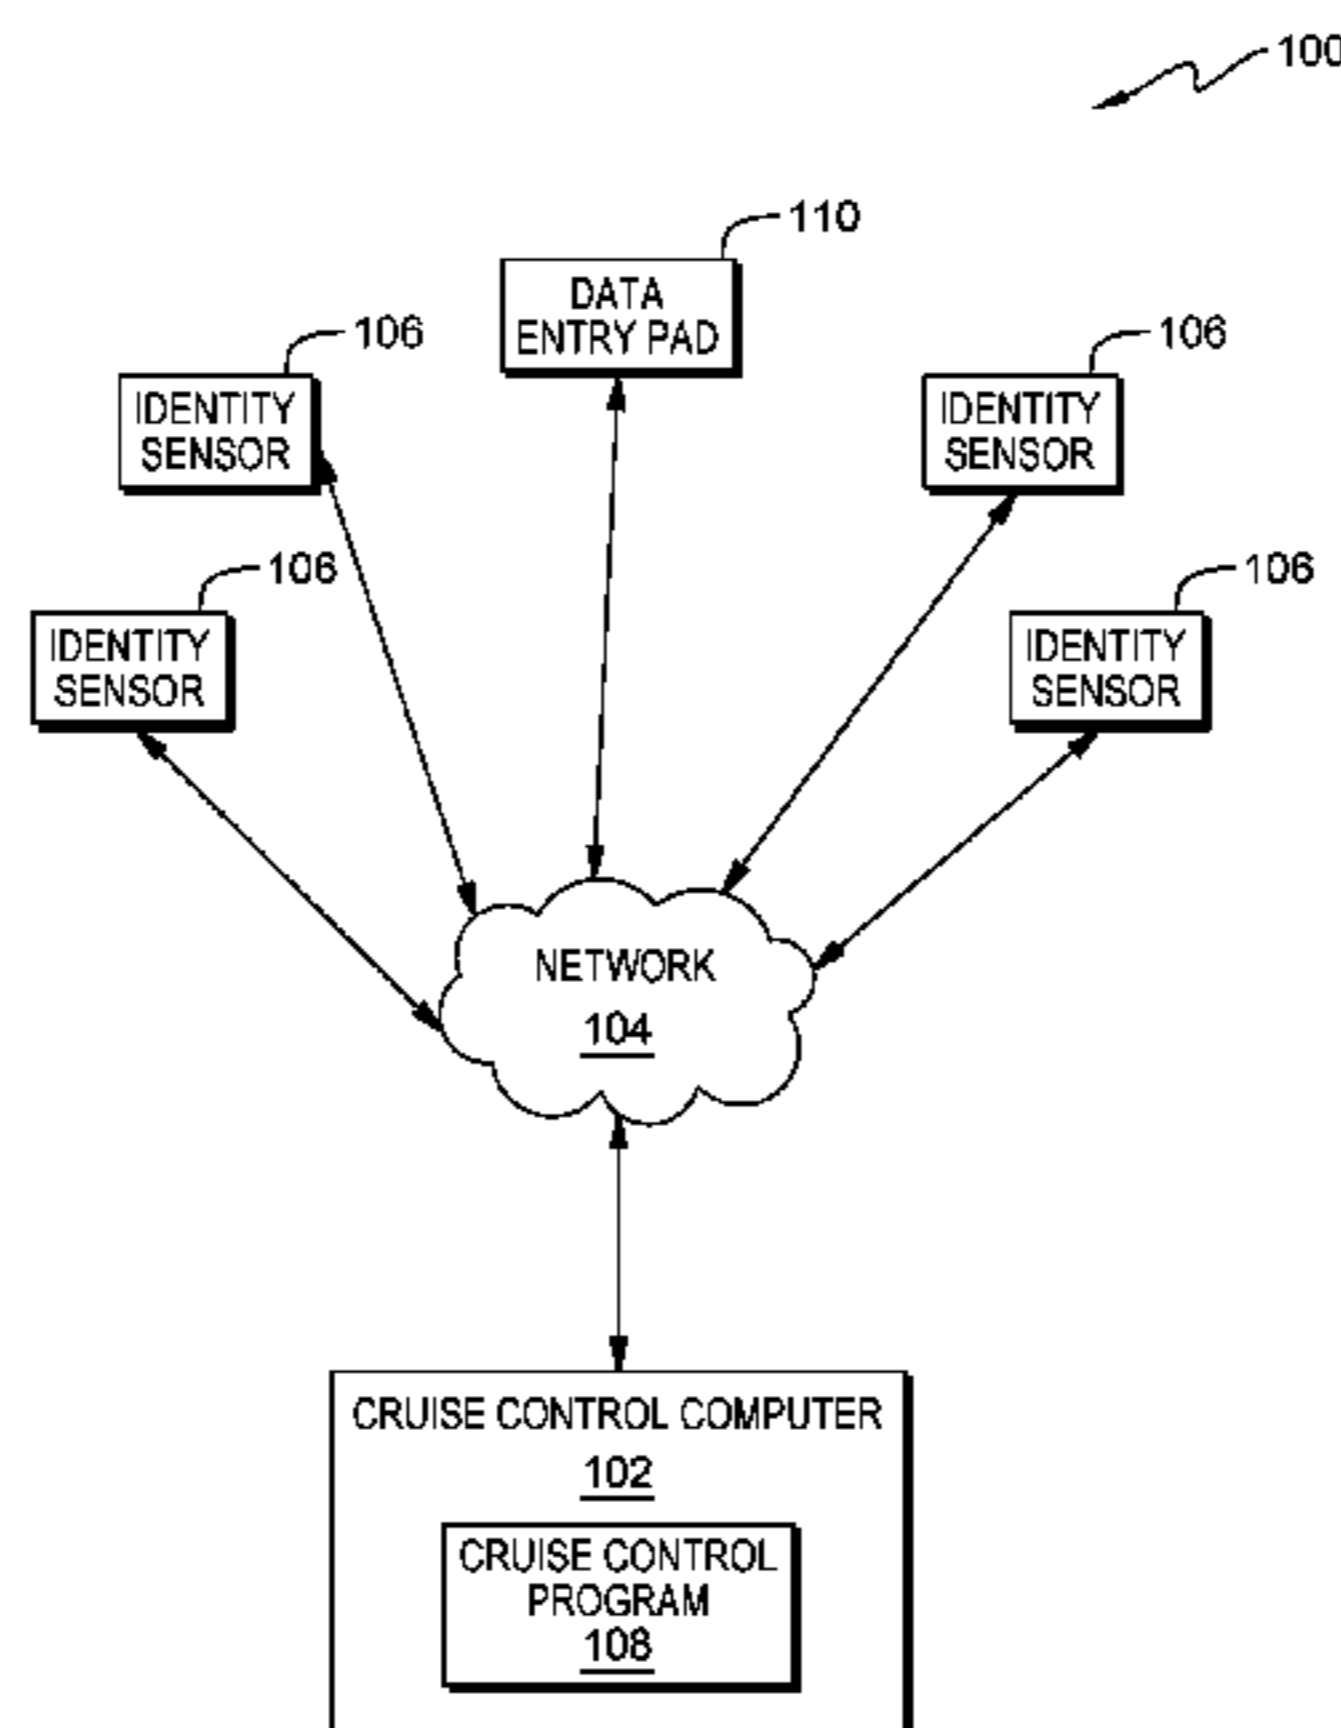 100
110
DATA
ENTRY PAD
106
IDENTITY
SENSOR
106
IDENTITY
SENSOR
106
IDENTITY
SENSOR
106
IDENTITY
SENSOR
NETWORK
104
CRUISE CONTROL COMPUTER
102
CRUISE CONTROL
PROGRAM
108